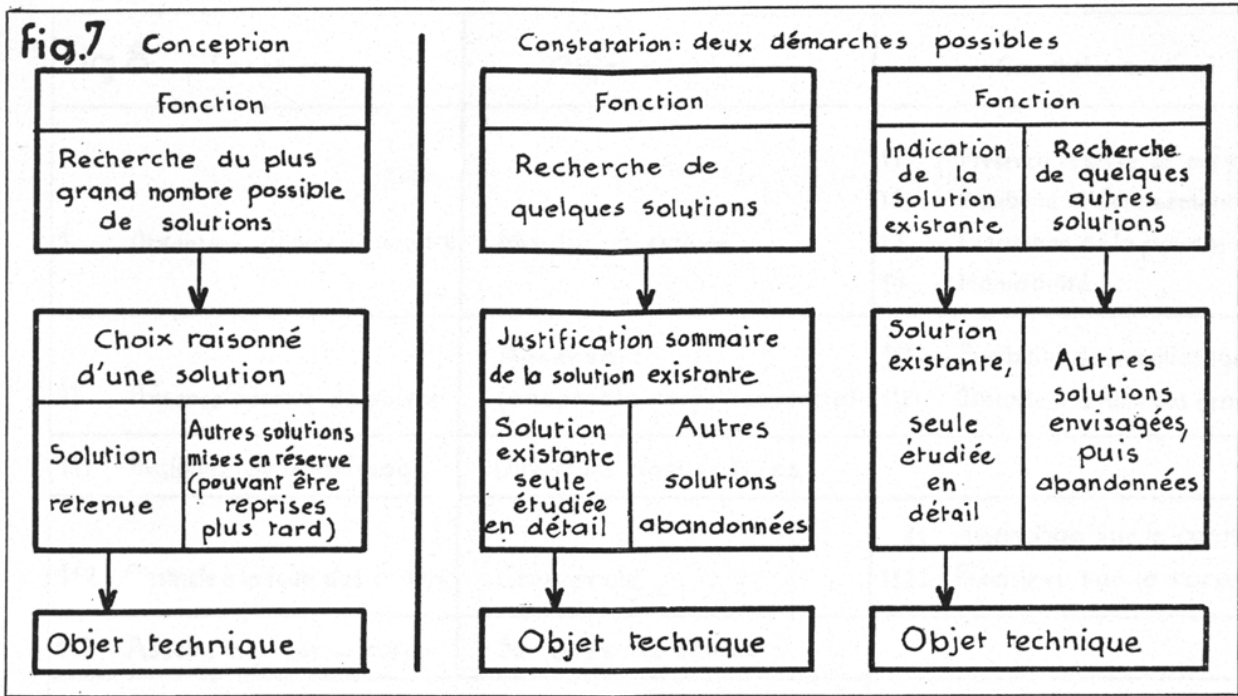 Fig.7 Conception
Fonction
Recherche du plus
grand nombre possible
de solutions
Choix raisonné
d'une solution
Solution
retenue
Autres solutions
mises en réserve
(pouvant être
reprises
plus tard)
Objet technique
Constataration: deux démarches possibles
Fonction
Recherche de
quelques solutions
Justification sommaire
de la solution existante
Solution
existante
seule
étudiée
en détail
Autres
solutions
abandonnées
Objet technique
Fonction
Indication
de la
solution
existante
Recherche
de quelques
autres
solutions
Solution
existante,
seule
étudiée
en
détail
Autres
solutions
envisagées,
puis
abandonnées
Objet technique